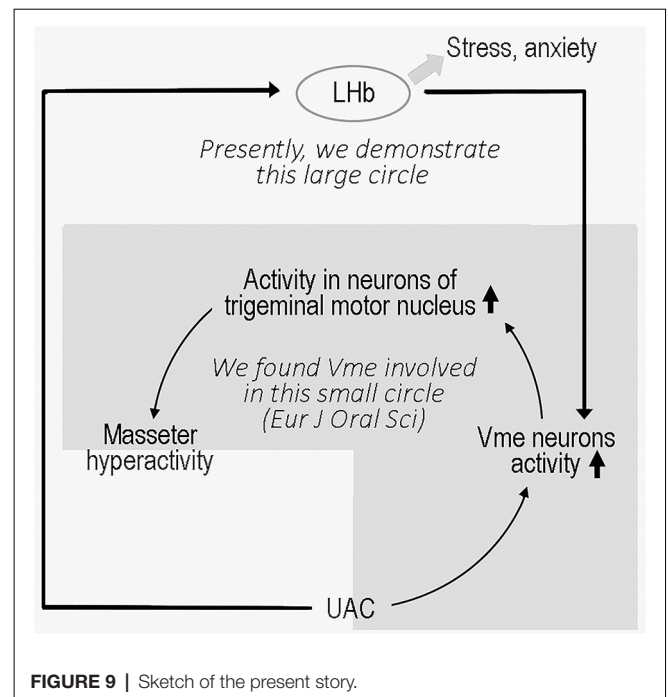 Stress, anxiety
LHb
Presently, we demonstrate
this large circle
Activity in neurons of
trigeminal motor nucleus
We found Vme involved
in this small circle
(Eur J Oral Sci)
Masseter
hyperactivity
Vme neurons
activity
UAC
FIGURE 9 | Sketch of the present story.